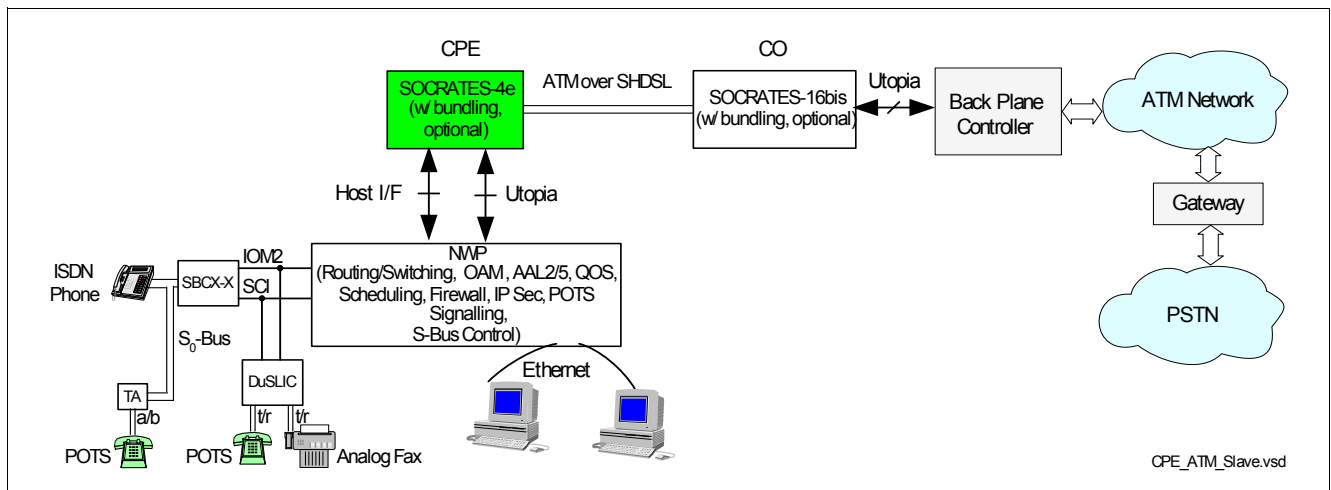 CPE
CO
SOCRATES-4e
(w/ bundling,
optional)
ATM over SHDSL
SOCRATES-16bis
(w/ bundling, optional)
Utopia
Back Plane
Controller
ATM Network
Host I/F
Utopia
Gateway
PSTN
NWP
(Routing/Switching, OAM, AAL2/5, QOS,
Scheduling, Firewall, IP Sec, POTS
Signalling,
S-Bus Control)
ISDN
Phone
SBCX-X
IOM2
SCI
S0-Bus
DuSLIC
TA
a/b
t/r
t/r
POTS
POTS
Analog Fax
Ethernet
CPE_ATM_Slave.vsd